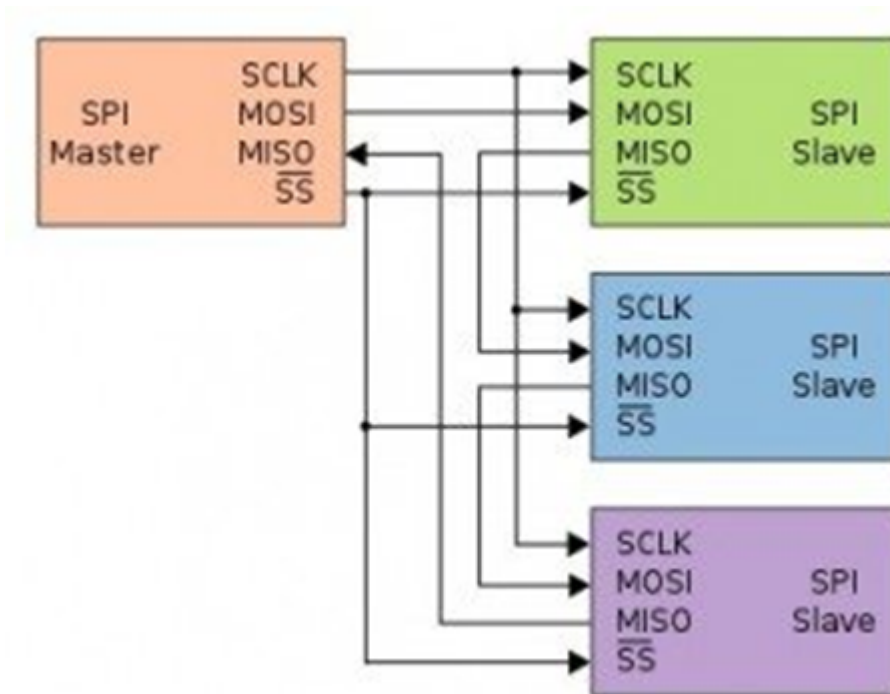 SPI
Master
SCLK
MOSI
MISO
SS
SCLK
MOSI
MISO
SS
SPI
Slave
SCLK
MOSI
MISO
SS
SPI
Slave
SCLK
MOSI
MISO
SS
SPI
Slave